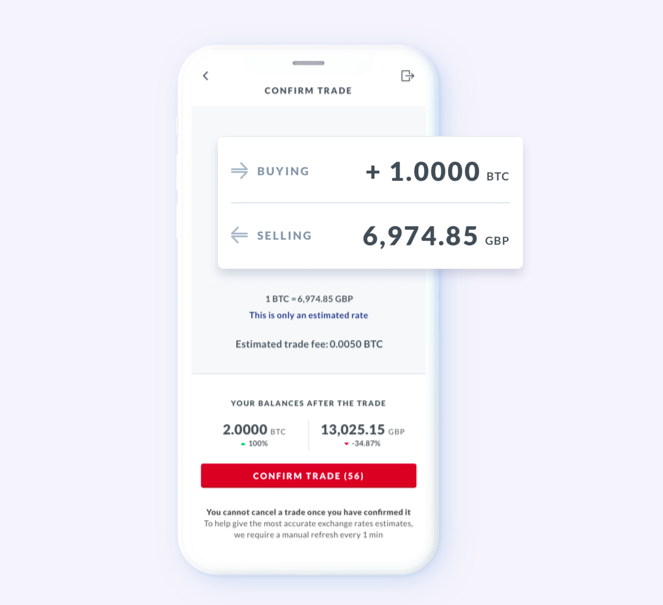 CONFIRM TRADE
BUYING + 1.0000 BTC
SELLING 6,974.85 GBP
1 BTC = 6,974.85 GBP
This is only an estimated rate
Estimated trade fee: 0.0050 BTC
YOUR BALANCES AFTER THE TRADE
2.0000 BTC 13,025.15 GBP
100% -34.87%
CONFIRM TRADE (56)
You cannot cancel a trade once you have confirmed it
To help give the most accurate exchange rates estimates,
we require a manual refresh every 1 min